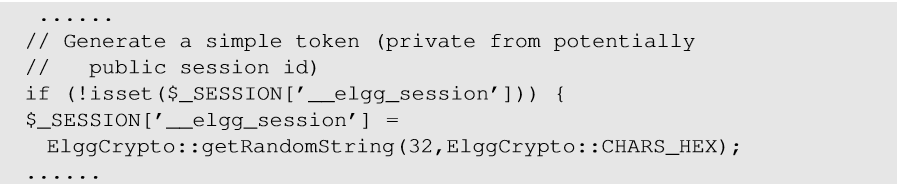 ......
// Generate a simple token (private from potentially
//   public session id)
if (!isset($_SESSION['__elgg_session'])) {
$_SESSION['__elgg_session'] =
  ElggCrypto::getRandomString(32,ElggCrypto::CHARS_HEX);
......